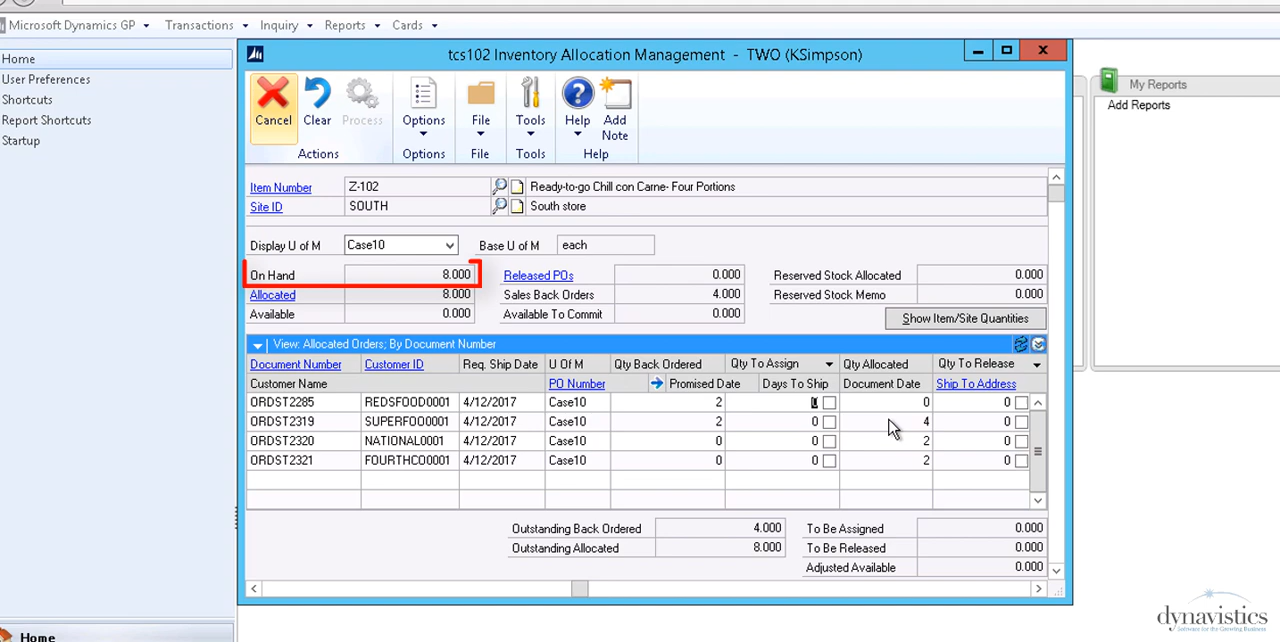 Microsoft Dynamics GP Transactions Inquiry Reports Cards
Home
User Preferences
Shortcuts
Report Shortcuts
Startup
tcs102 Inventory Allocation Management - TWO (KSimpson)
My Reports
Add Reports
Cancel Clear Process Options File Tools Help Add Note
Actions Options File Tools Help
Item Number Z-102 Ready-to-go Chill con Carne- Four Portions
Site ID SOUTH South store
Display U of M Case10 Base U of M each
On Hand 8.000 Released POs 0.000 Reserved Stock Allocated 0.000
Allocated 8.000 Sales Back Orders 4.000 Reserved Stock Memo 0.000
Available 0.000 Available To Commit 0.000 Show Item/Site Quantities
View: Allocated Orders; By Document Number
Document Number Customer ID Req. Ship Date U Of M Qty Back Ordered Qty To Assign Qty Allocated Qty To Release
Customer Name PO Number Promised Date Days To Ship Document Date Ship To Address
ORDST2285 REDSFOOD0001 4/12/2017 Case10 2 0 0 0
ORDST2319 SUPERFOO0001 4/12/2017 Case10 2 0 4 0
ORDST2320 NATIONAL0001 4/12/2017 Case10 0 0 2 0
ORDST2321 FOURTHCO0001 4/12/2017 Case10 0 0 2 0
Outstanding Back Ordered 4.000 To Be Assigned 0.000
Outstanding Allocated 8.000 To Be Released 0.000
Adjusted Available 0.000
Home
dynavistics
Software for the Growing Business